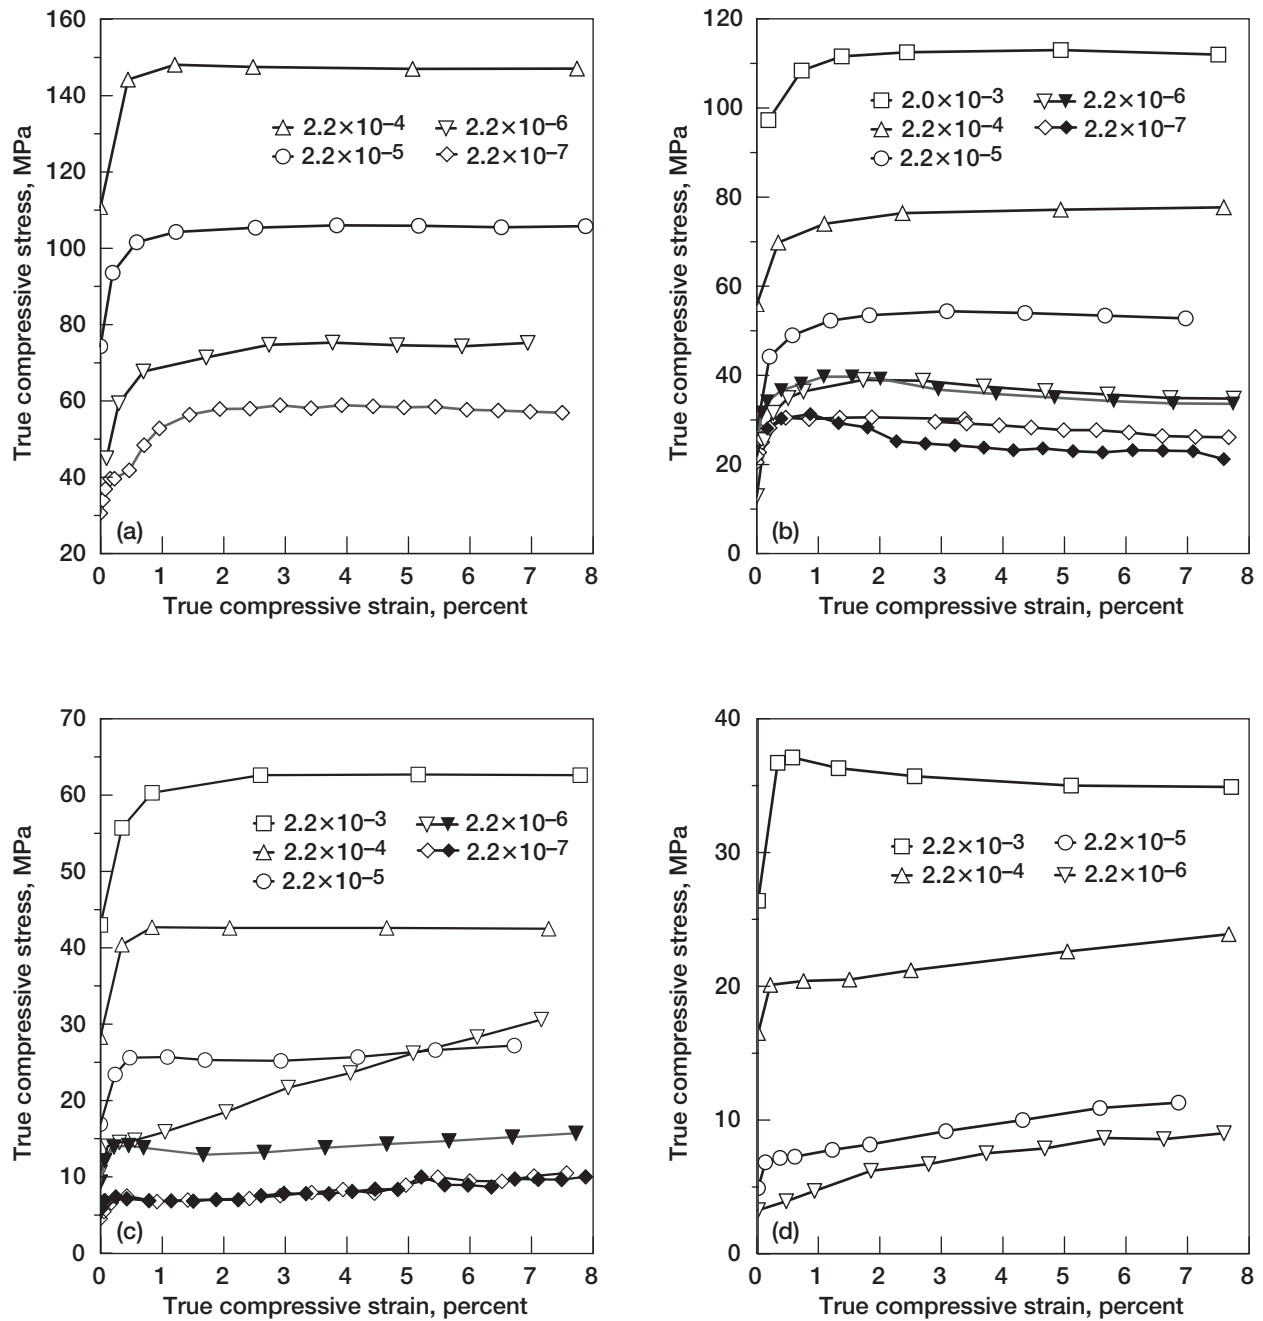 True compressive stress, MPa
160
140
120
100
80
60
40
20
2.2×10–4
2.2×10–6
2.2×10–5
2.2×10–7
(a)
0 1 2 3 4 5 6 7 8
True compressive strain, percent
True compressive stress, MPa
120
100
80
60
40
20
0
2.0×10–3
2.2×10–6
2.2×10–4
2.2×10–7
2.2×10–5
(b)
0 1 2 3 4 5 6 7 8
True compressive strain, percent
True compressive stress, MPa
70
60
50
40
30
20
10
0
2.2×10–3
2.2×10–6
2.2×10–4
2.2×10–7
2.2×10–5
(c)
0 1 2 3 4 5 6 7 8
True compressive strain, percent
True compressive stress, MPa
40
30
20
10
0
2.2×10–3
2.2×10–5
2.2×10–4
2.2×10–6
(d)
0 1 2 3 4 5 6 7 8
True compressive strain, percent